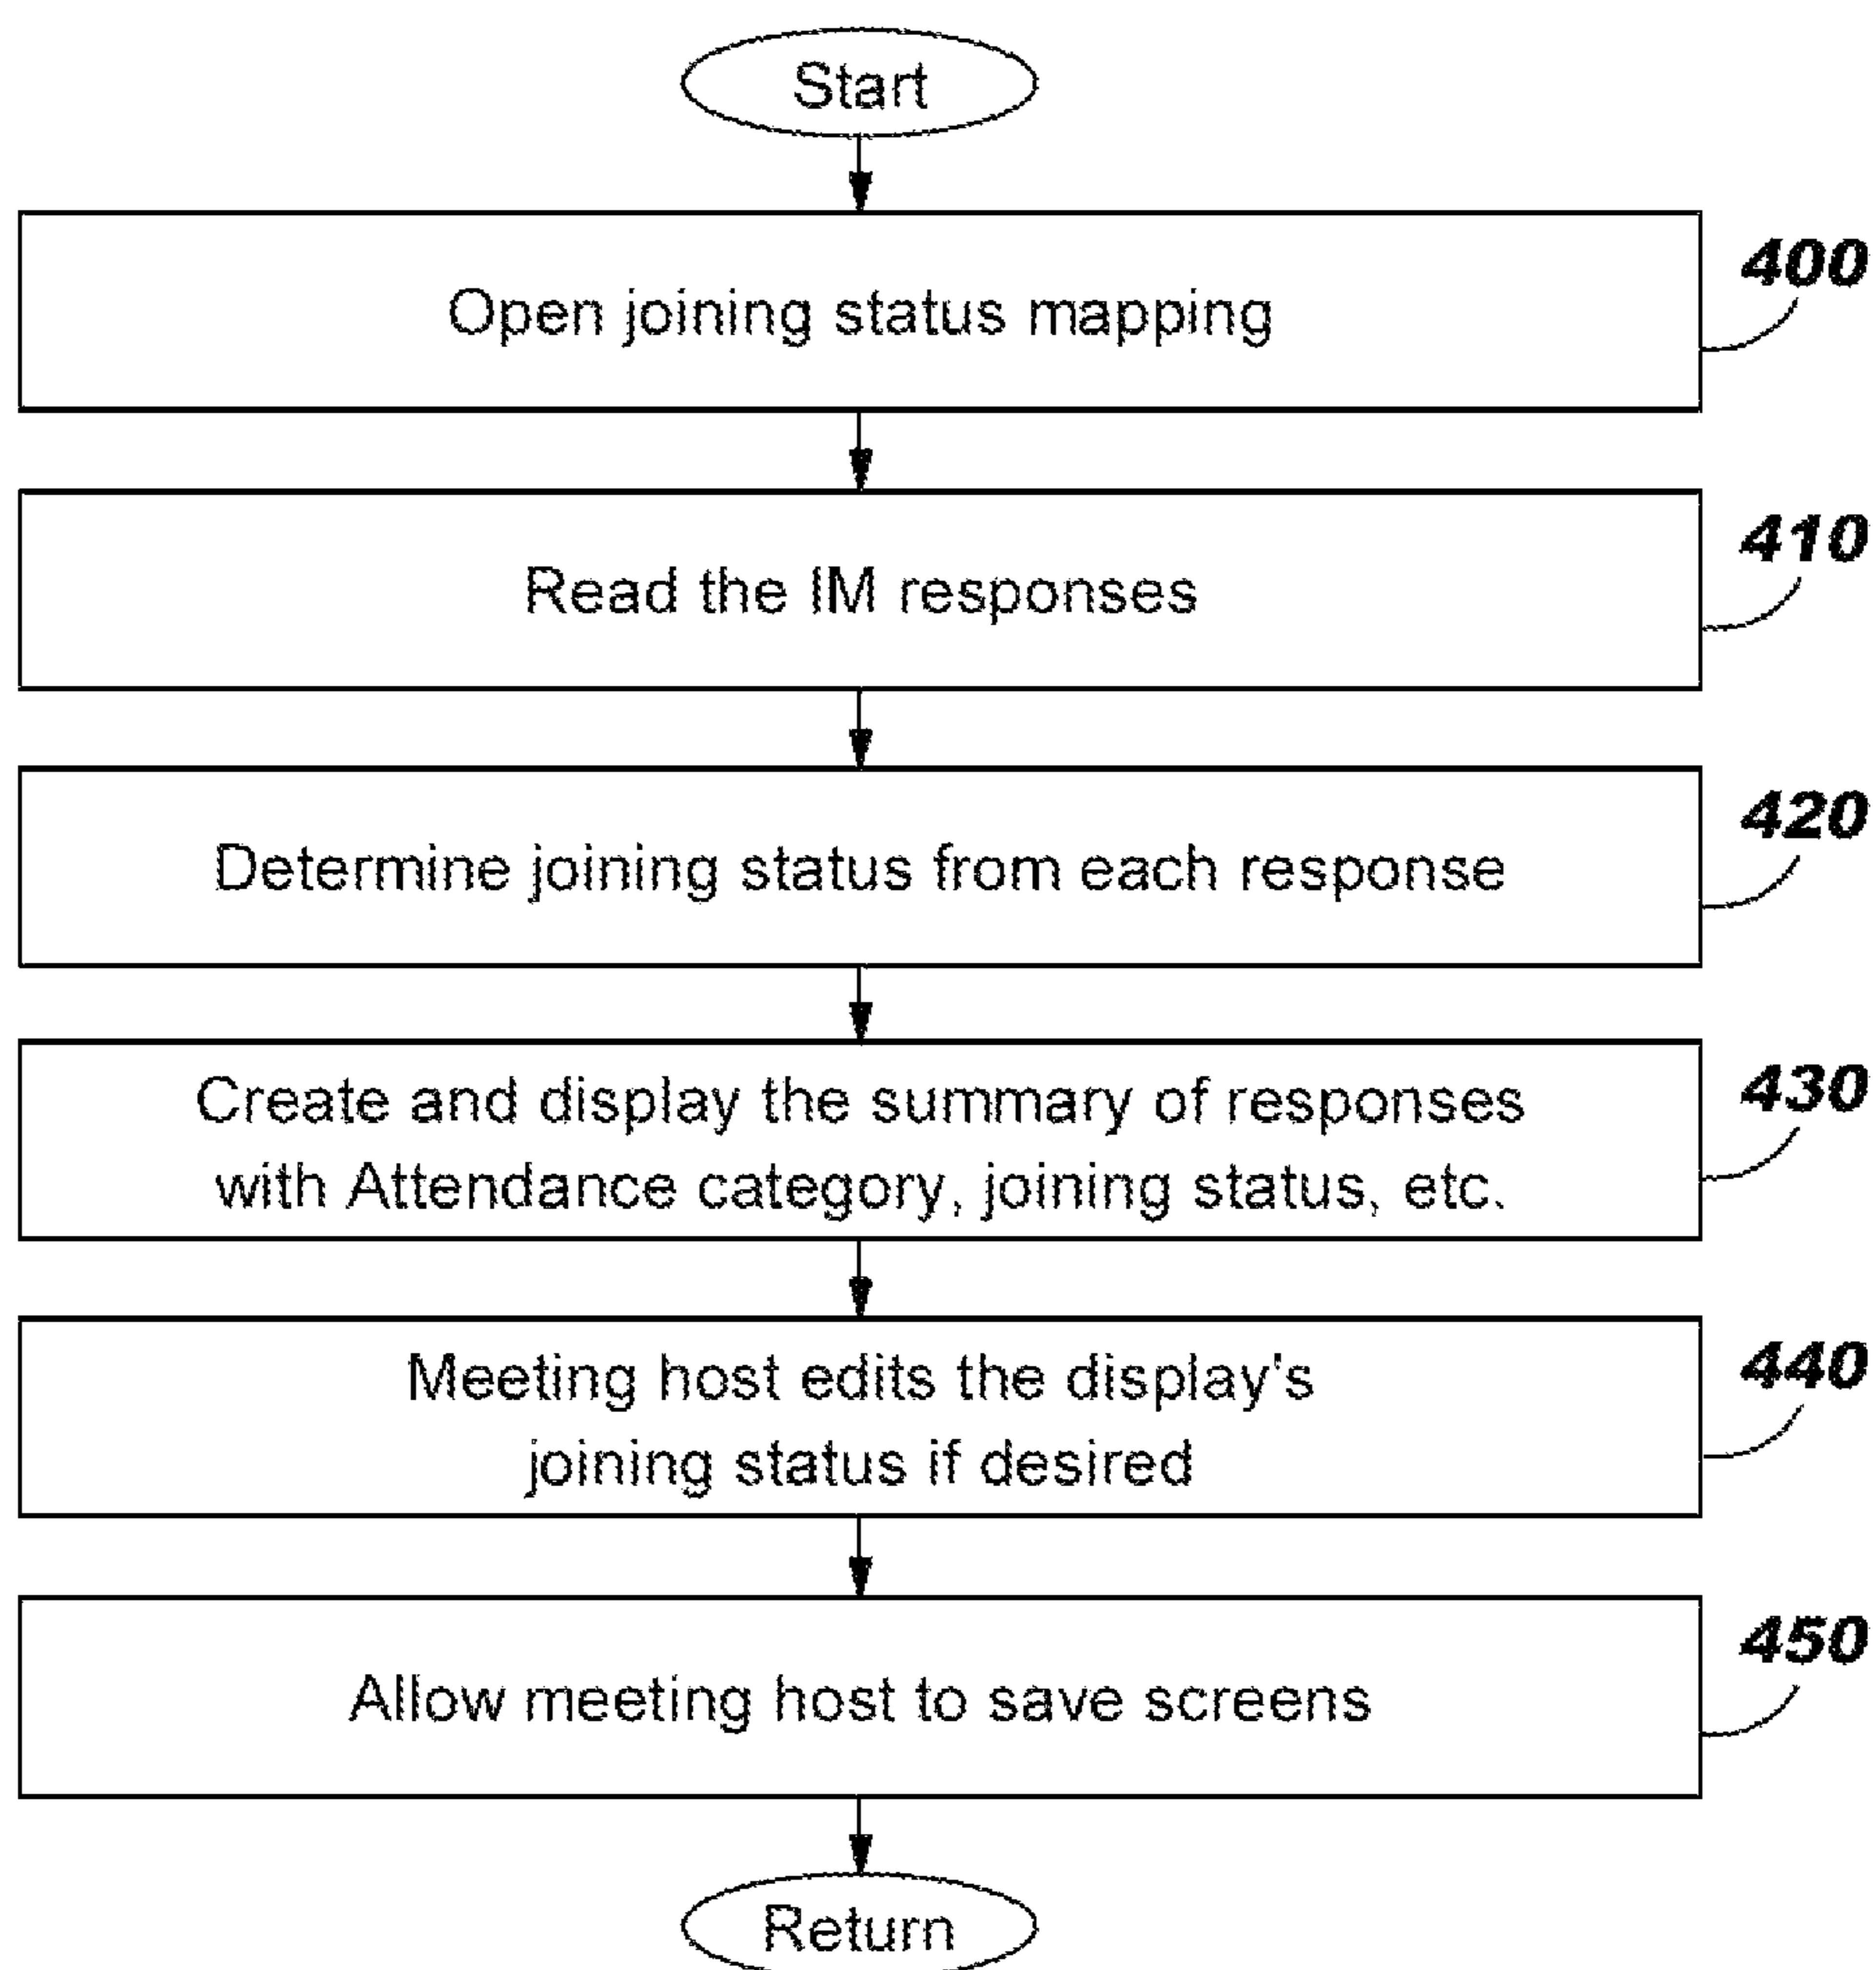 Start
Open joining status mapping
400
Read the IM responses
410
Determine joining status from each response
420
Create and display the summary of responses
with Attendance category, joining status, etc.
430
Meeting host edits the display's
joining status if desired
440
Allow meeting host to save screens
450
Return